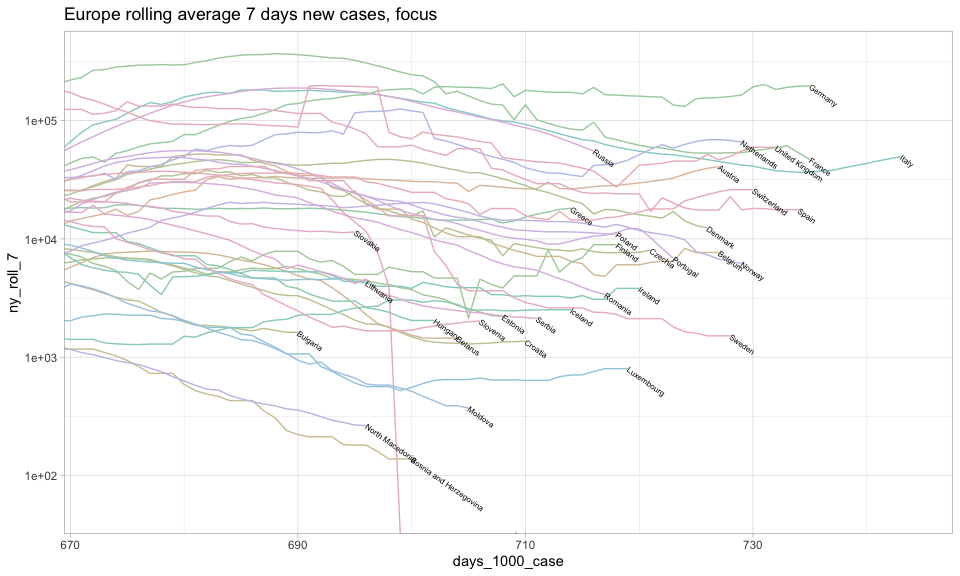 Europe rolling average 7 days new cases, focus
ny_roll_7
1e+05
1e+04
1e+03
1e+02
Germany
Russia
Netherlands
United Kingdom
France
Italy
Austria
Switzerland
Spain
Greece
Denmark
Slovakia
Poland
Finland
Czechia
Portugal
Belgium
Norway
Lithuania
Romania
Ireland
Iceland
Serbia
Estonia
Slovenia
Hungary
Belarus
Croatia
Sweden
Bulgaria
Luxembourg
Moldova
North Macedonia
Bosnia and Herzegovina
670
690
710
730
days_1000_case